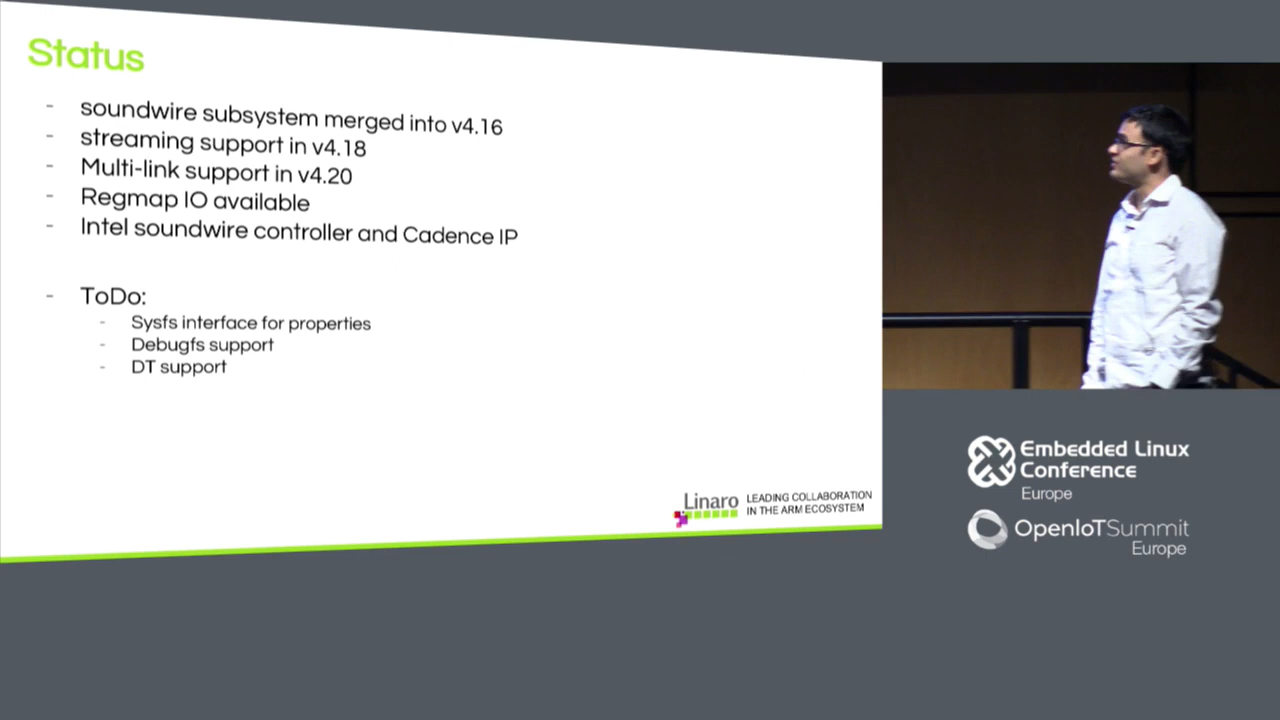 Status
- soundwire subsystem merged into v4.16
- streaming support in v4.18
- Multi-link support in v4.20
- Regmap IO available
- Intel soundwire controller and Cadence IP
- ToDo:
- Sysfs interface for properties
- Debugfs support
- DT support
Linaro
LEADING COLLABORATION
IN THE ARM ECOSYSTEM
Embedded Linux
Conference
Europe
OpenIoTSummit
Europe